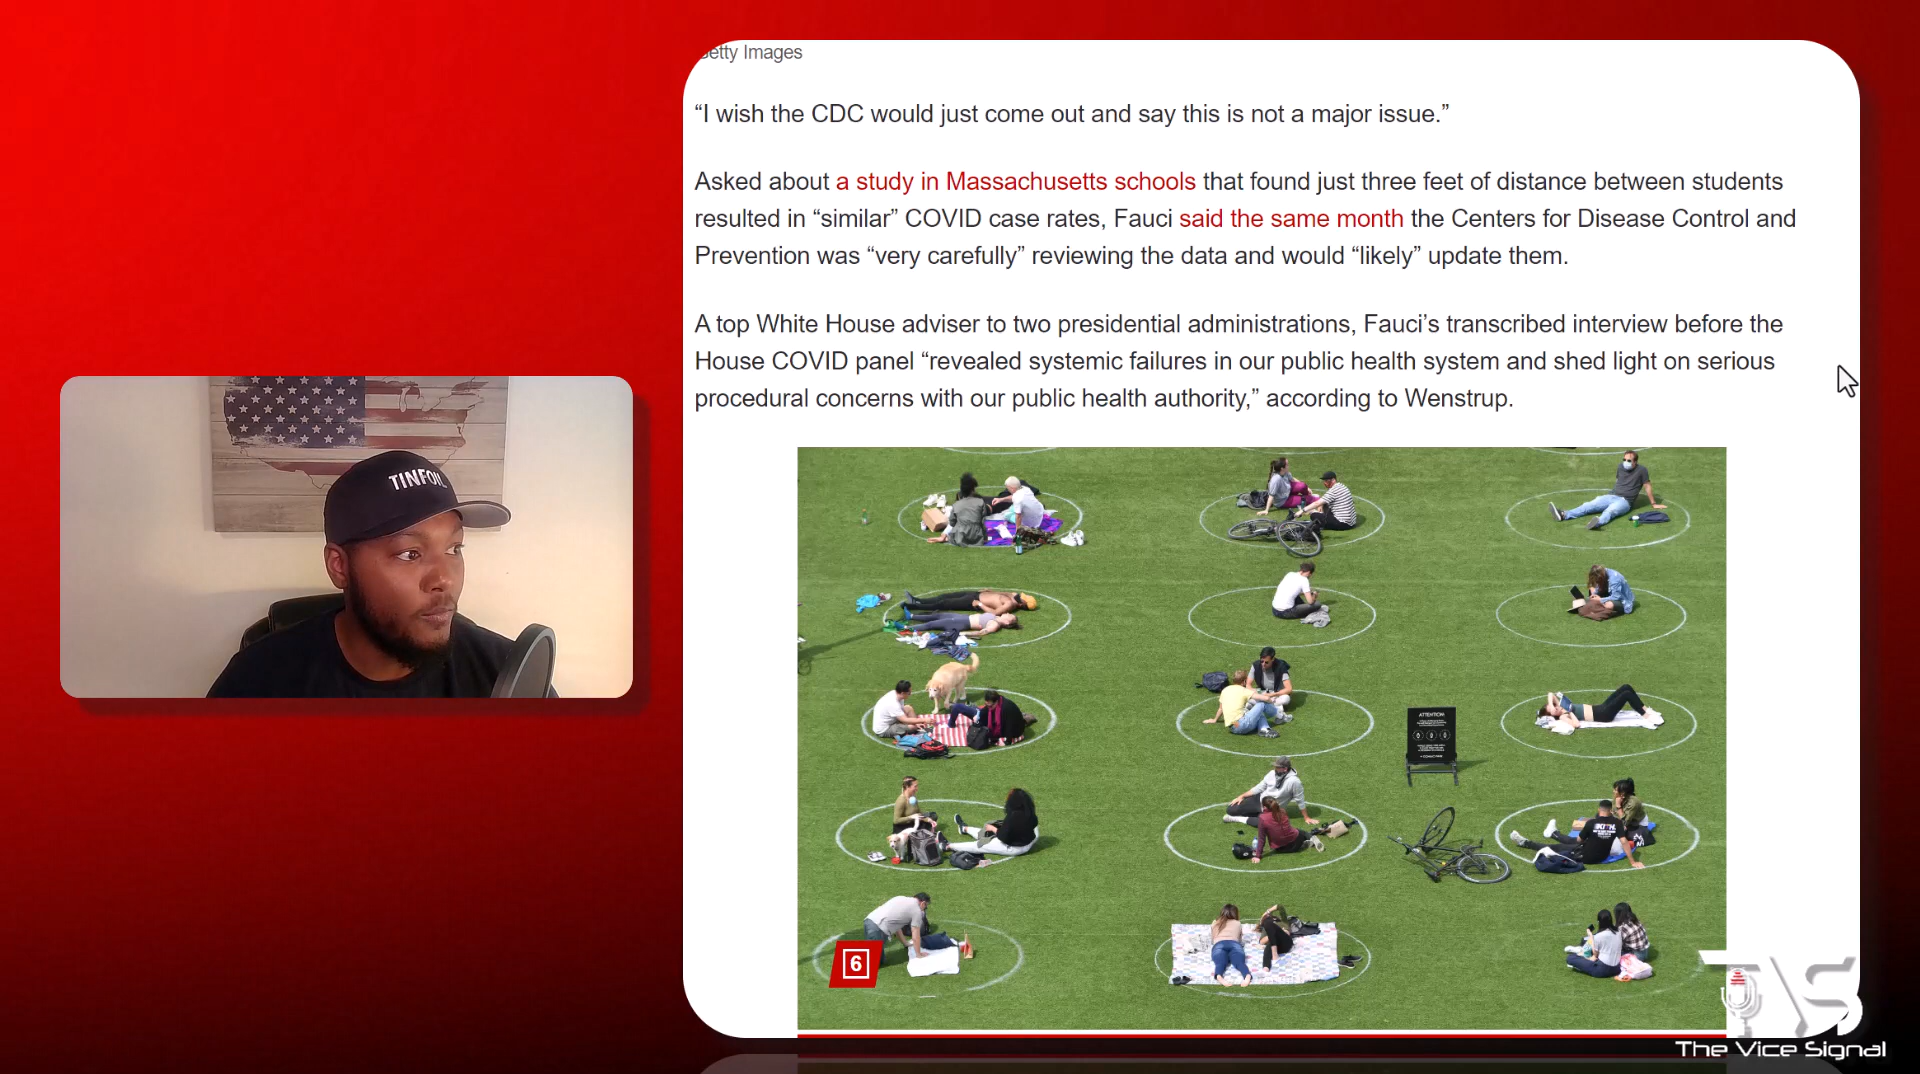 Getty Images
“I wish the CDC would just come out and say this is not a major issue.”
Asked about a study in Massachusetts schools that found just three feet of distance between students
resulted in “similar” COVID case rates, Fauci said the same month the Centers for Disease Control and
Prevention was “very carefully” reviewing the data and would “likely” update them.
A top White House adviser to two presidential administrations, Fauci’s transcribed interview before the
House COVID panel “revealed systemic failures in our public health system and shed light on serious
procedural concerns with our public health authority,” according to Wenstrup.
TINFOIL
ATTENTION
6
TVS
The Vice Signal